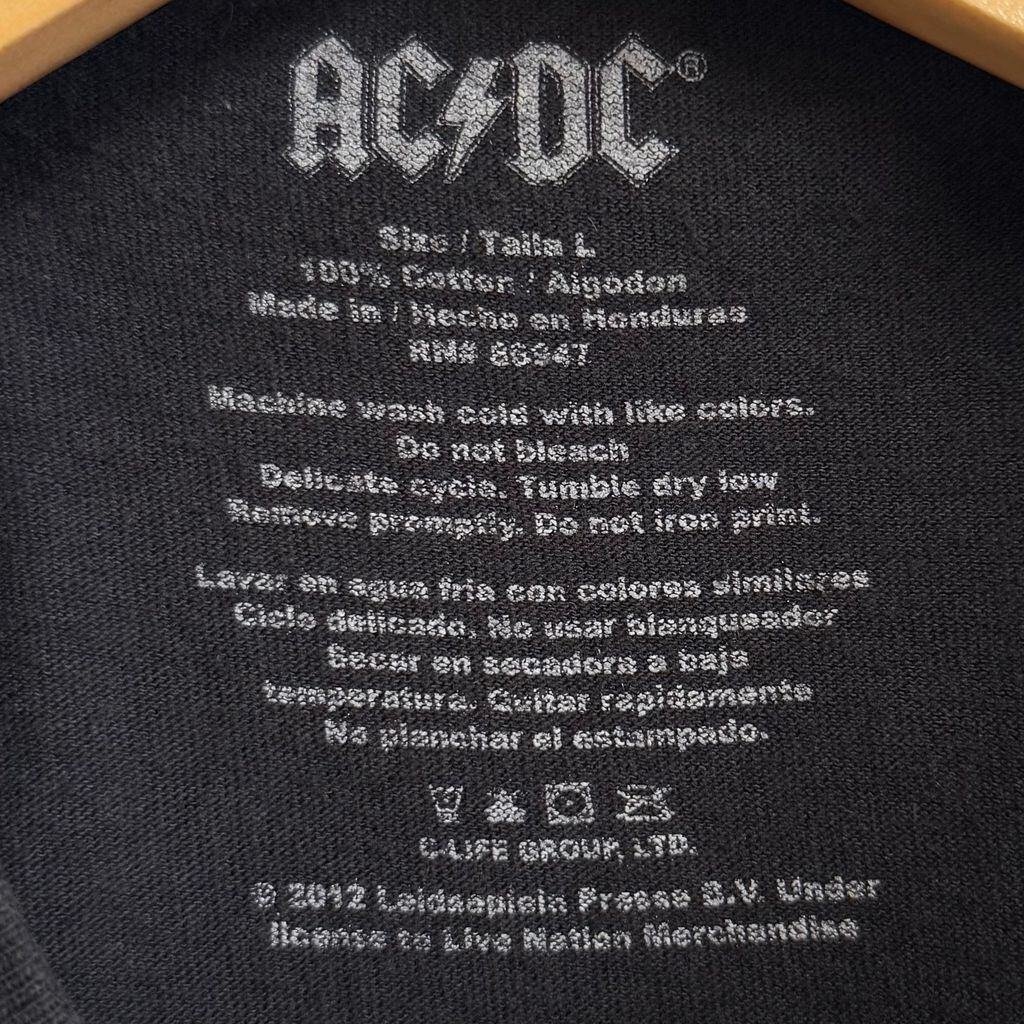 AC⚡DC®
Size / Talla L
100% Cotton / Algodon
Made in / Hecho en Honduras
RN# 86947
Machine wash cold with like colors.
Do not bleach
Delicate cycle. Tumble dry low
Remove promptly. Do not iron print.
Lavar en agua fria con colores similares
Ciclo delicado. No usar blanqueador
Secar en secadora a baja
temperatura. Quitar rapidamente
No planchar el estampado.
C-LIFE GROUP, LTD.
© 2012 Leidseplein Presse B.V. Under
license to Live Nation Merchandise